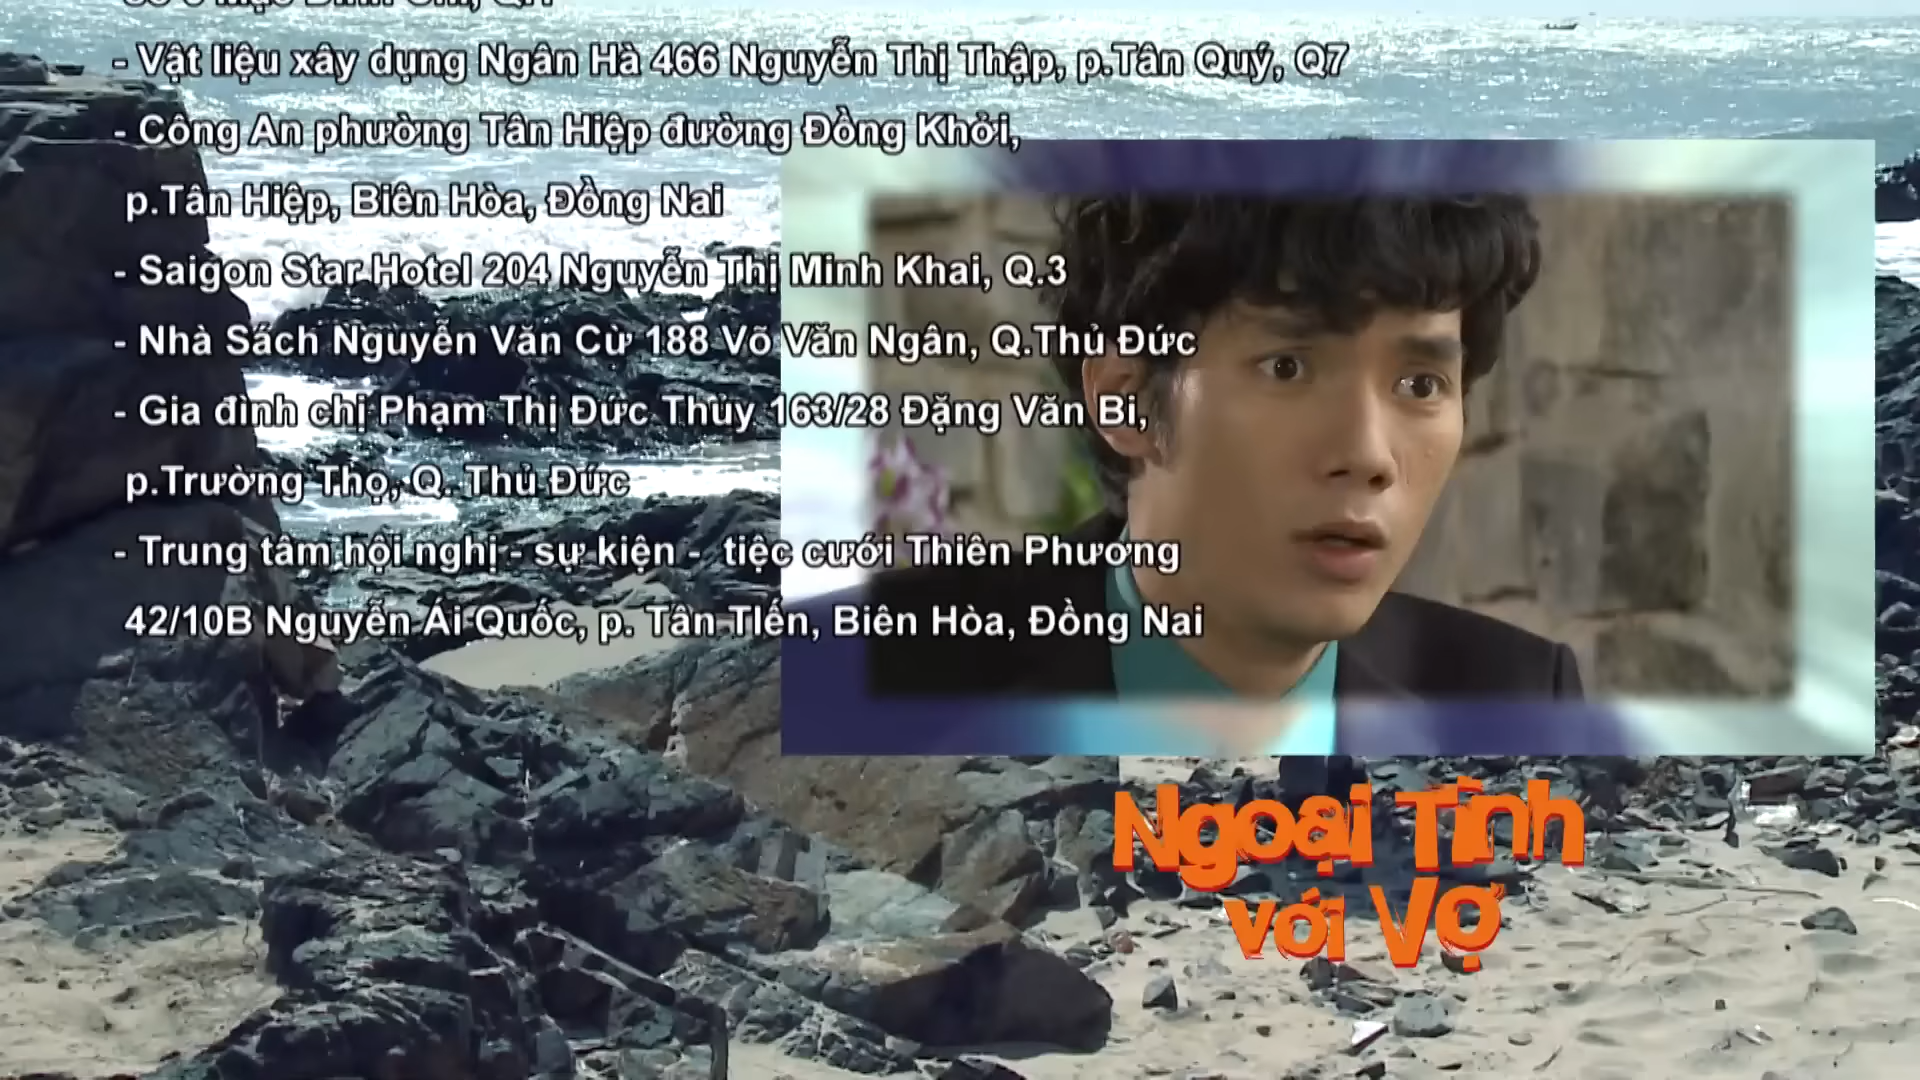 - Vật liệu xây dụng Ngân Hà 466 Nguyễn Thị Thập, p.Tân Quý, Q7
- Công An phường Tân Hiệp đường Đồng Khởi,
p.Tân Hiệp, Biên Hòa, Đồng Nai
- Saigon Star Hotel 204 Nguyễn Thị Minh Khai, Q.3
- Nhà Sách Nguyễn Văn Cừ 188 Võ Văn Ngân, Q.Thủ Đức
- Gia đình chị Phạm Thị Đức Thủy 163/28 Đặng Văn Bi,
p.Trường Thọ, Q. Thủ Đức
- Trung tâm hội nghị - sự kiện - tiệc cưới Thiên Phương
42/10B Nguyễn Ái Quốc, p. Tân TIến, Biên Hòa, Đồng Nai
Ngoại Tình
với Vợ